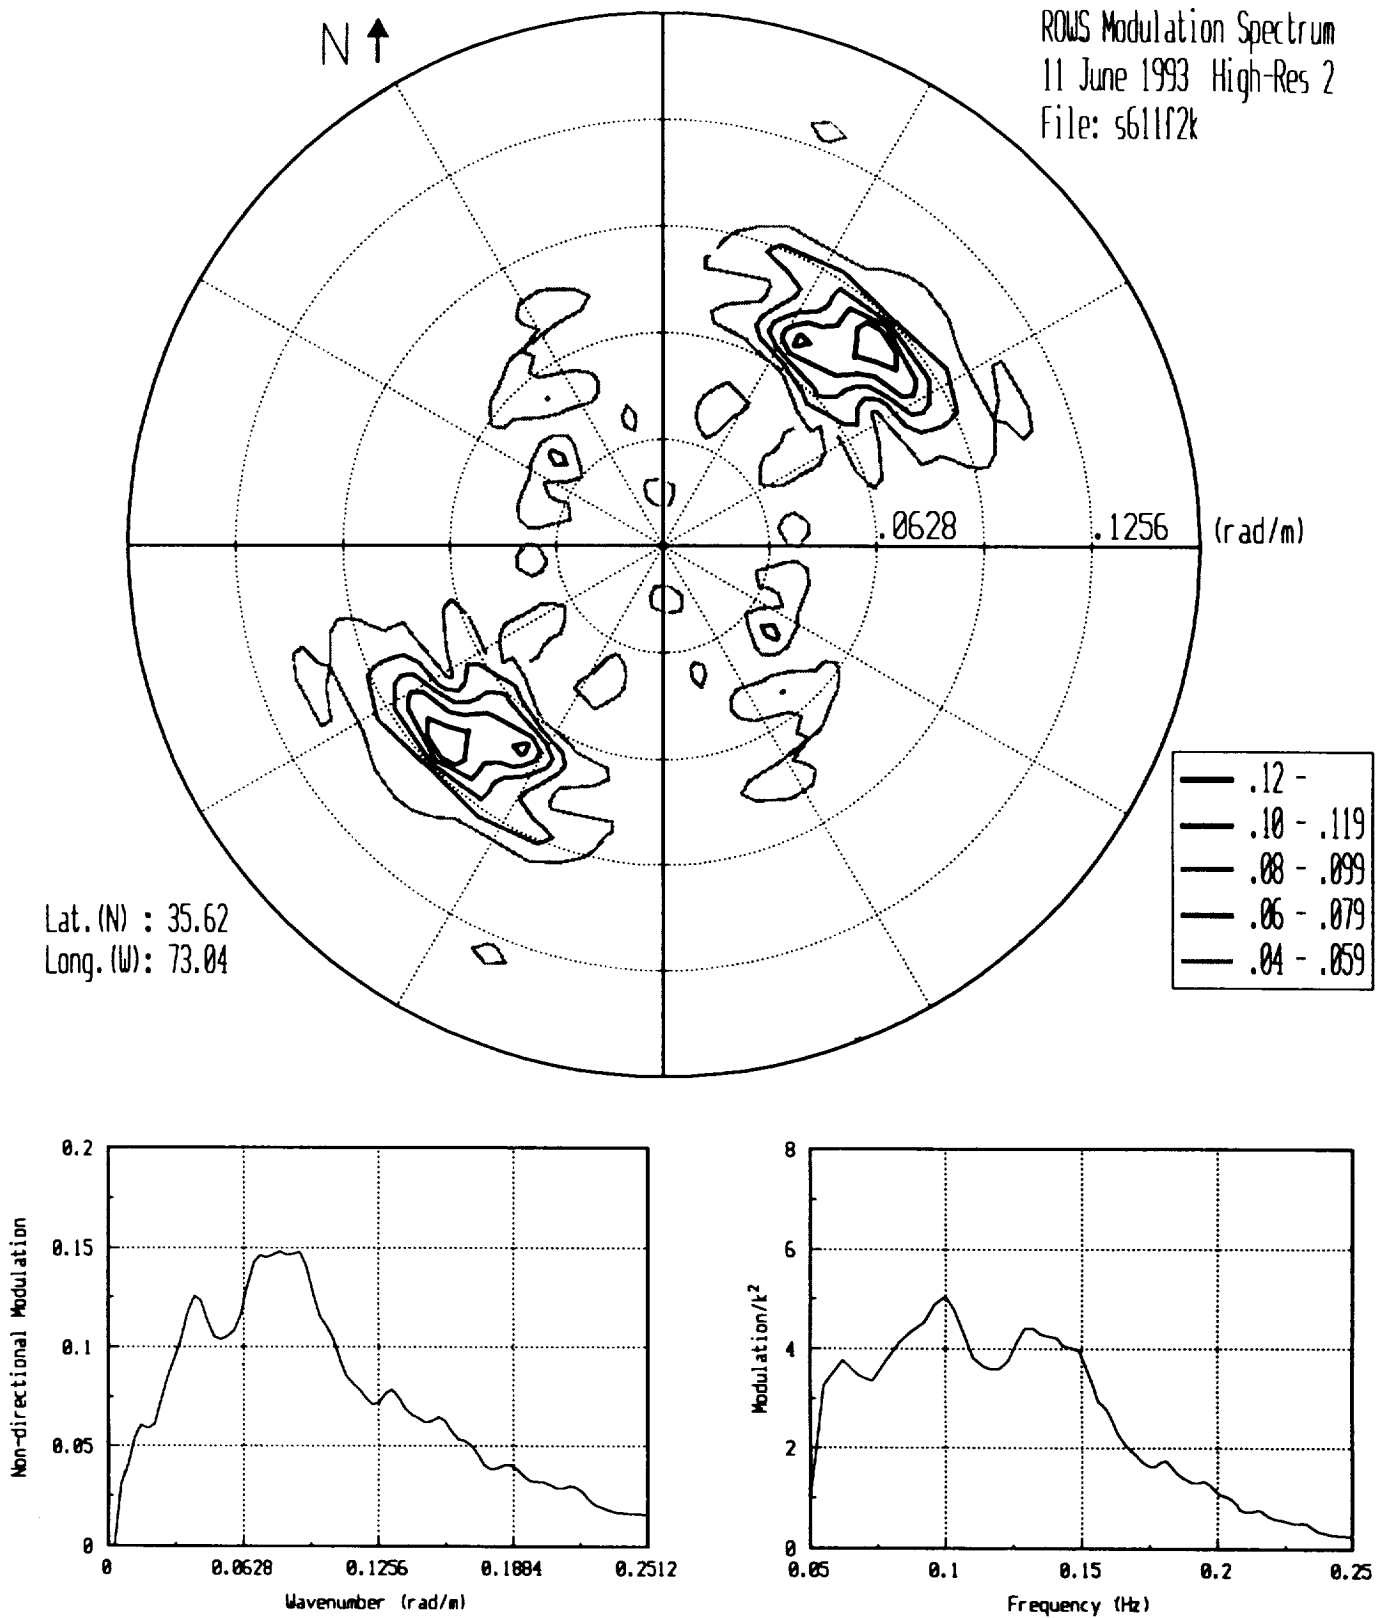 N
ROWS Modulation Spectrum
11 June 1993 High-Res 2
File: s611f2k
.0628 .1256 (rad/m)
.12 -
.10 - .119
.08 - .099
.06 - .079
.04 - .059
Lat.(N) : 35.62
Long.(W): 73.04
0.2
0.15
0.1
0.05
0
Non-directional Modulation
0 0.0628 0.1256 0.1884 0.2512
Wavenumber (rad/m)
8
6
4
2
0
Modulation/k²
0.05 0.1 0.15 0.2 0.25
Frequency (Hz)